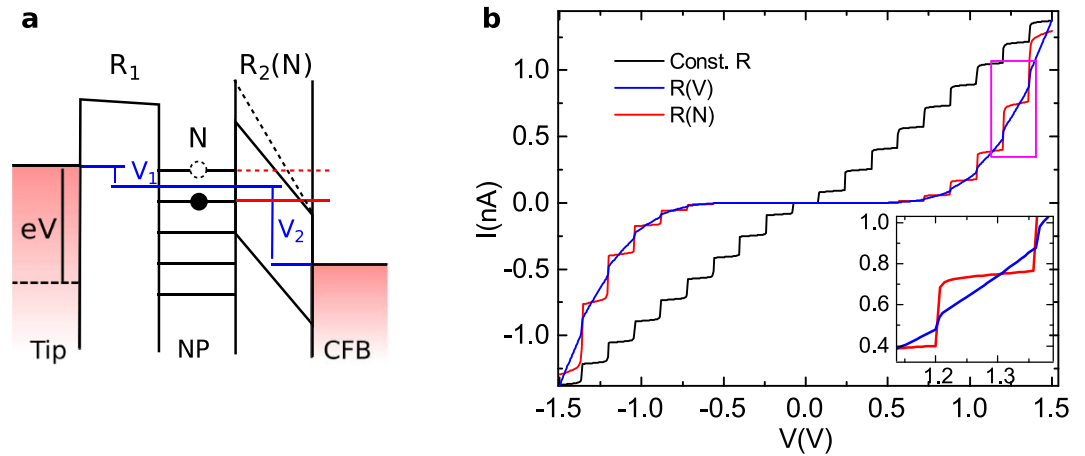 a
R1
R2(N)
N
V1
eV
V2
Tip
NP
CFB
b
I(nA)
1.0
0.5
0.0
-0.5
-1.0
Const. R
R(V)
R(N)
1.0
0.8
0.6
0.4
1.2
1.3
-1.5
-1.0
-0.5
0.0
0.5
1.0
1.5
V(V)